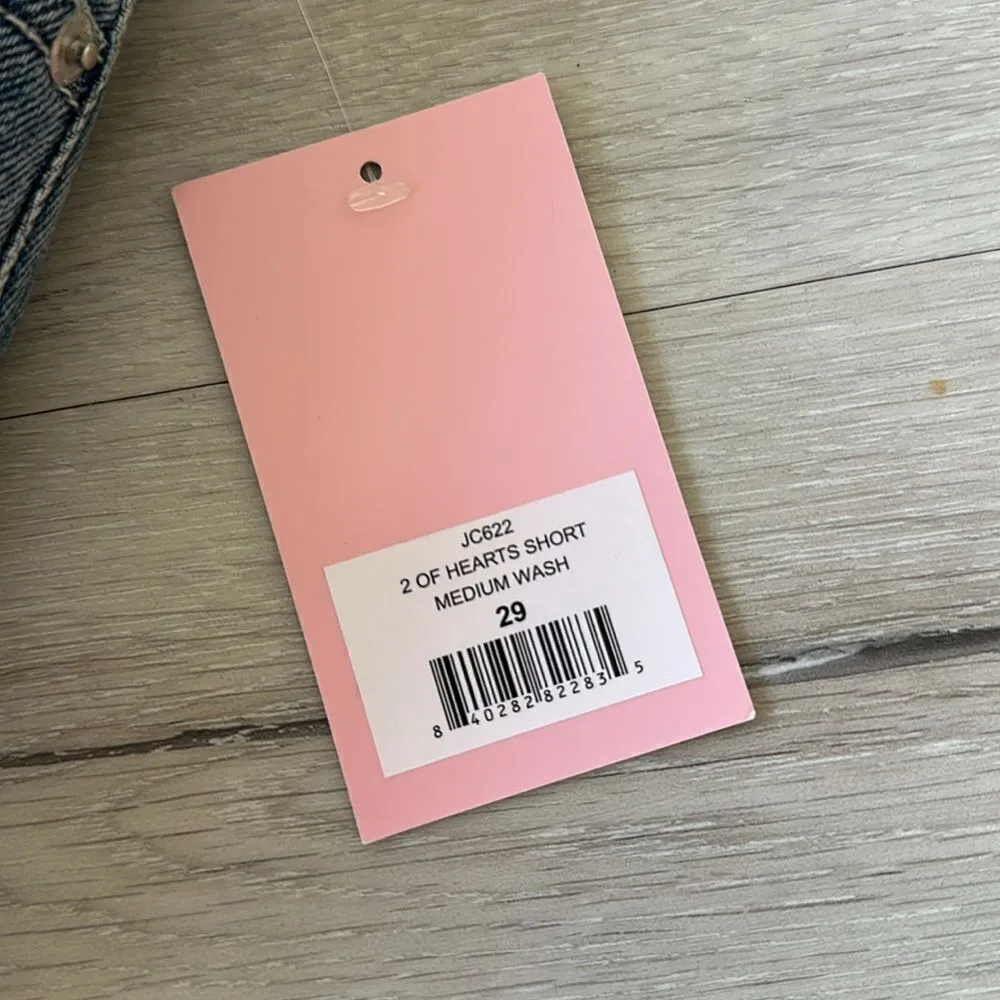 JC622
2 OF HEARTS SHORT
MEDIUM WASH
29
8 40282 82283 5